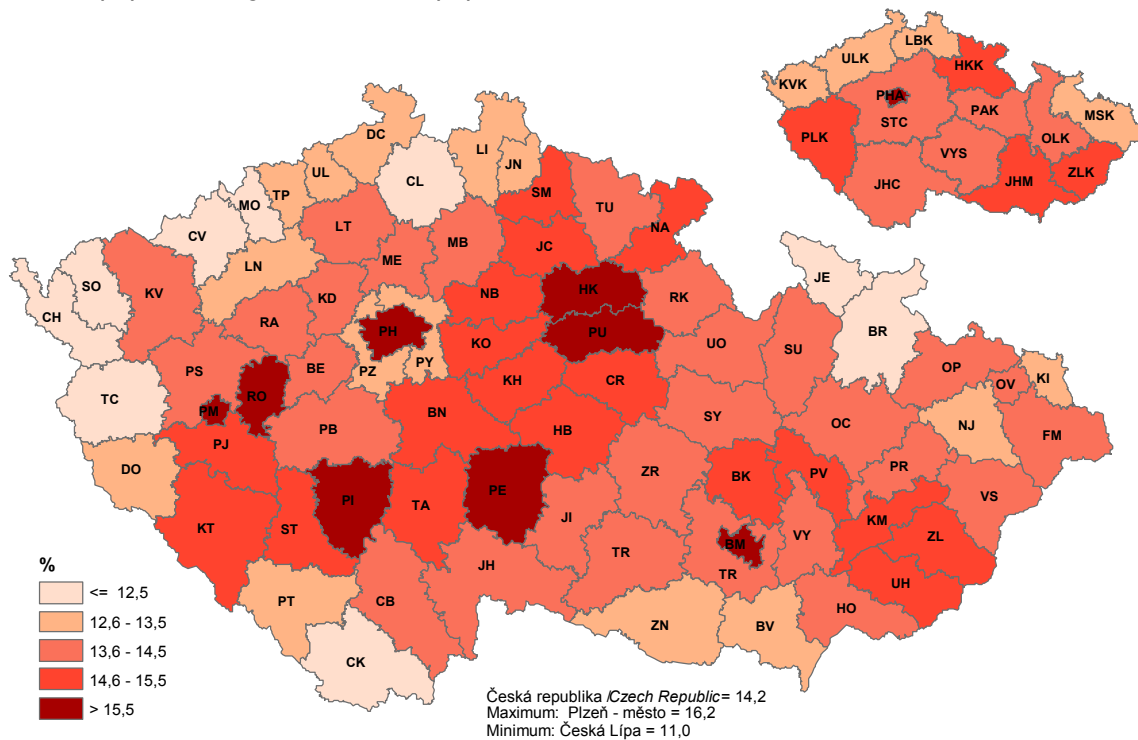 LBK
ULK
HKK
KVK
PHA
PAK
MSK
STC
PLK
OLK
VYS
ZLK
JHC
JHM
DC
LI
JN
UL
CL
TP
MO
SM
TU
LT
NA
CV
JC
MB
ME
LN
SO
KV
JE
HK
NB
KD
RK
CH
RA
PH
PU
BR
KO
UO
SU
BE
PZ
PY
PS
OP
OV
KI
KH
CR
RO
TC
PM
BN
SY
OC
NJ
PB
HB
FM
PJ
DO
ZR
PR
BK
PV
PE
VS
PI
TA
KT
ST
JI
KM
ZL
BM
VY
TR
JH
TR
UH
PT
CB
HO
ZN
BV
CK
%
<= 12,5
12,6 - 13,5
13,6 - 14,5
14,6 - 15,5
> 15,5
Česká republika /Czech Republic= 14,2
Maximum: Plzeň - město = 16,2
Minimum: Česká Lípa = 11,0